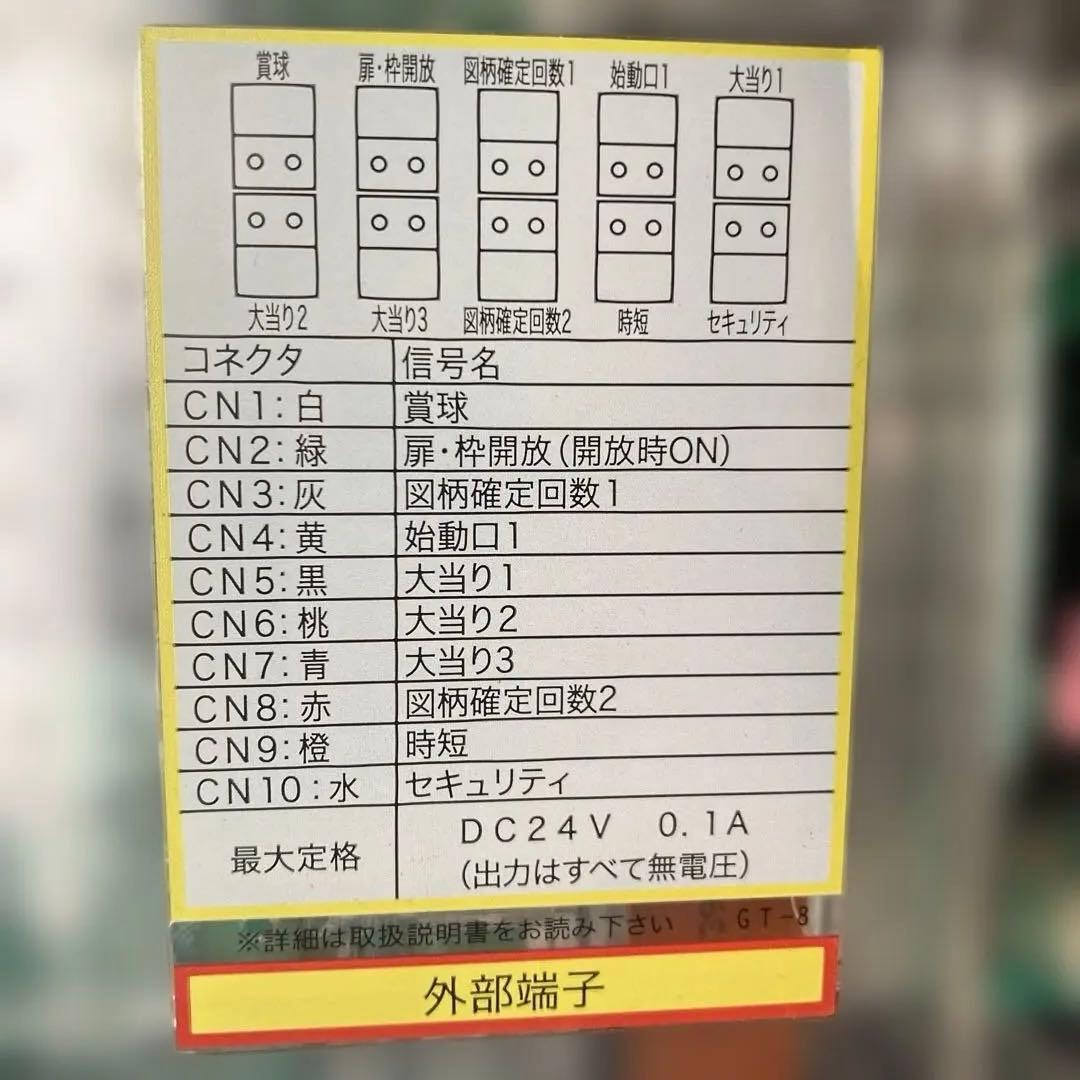 賞球 扉・枠開放 図柄確定回数1 始動口1 大当り1
大当り2 大当り3 図柄確定回数2 時短 セキュリティ
コネクタ 信号名
CN1:白 賞球
CN2:緑 扉・枠開放(開放時ON)
CN3:灰 図柄確定回数1
CN4:黄 始動口1
CN5:黒 大当り1
CN6:桃 大当り2
CN7:青 大当り3
CN8:赤 図柄確定回数2
CN9:橙 時短
CN10:水 セキュリティ
最大定格 DC24V 0.1A
(出力はすべて無電圧)
※詳細は取扱説明書をお読み下さい GT-8
外部端子